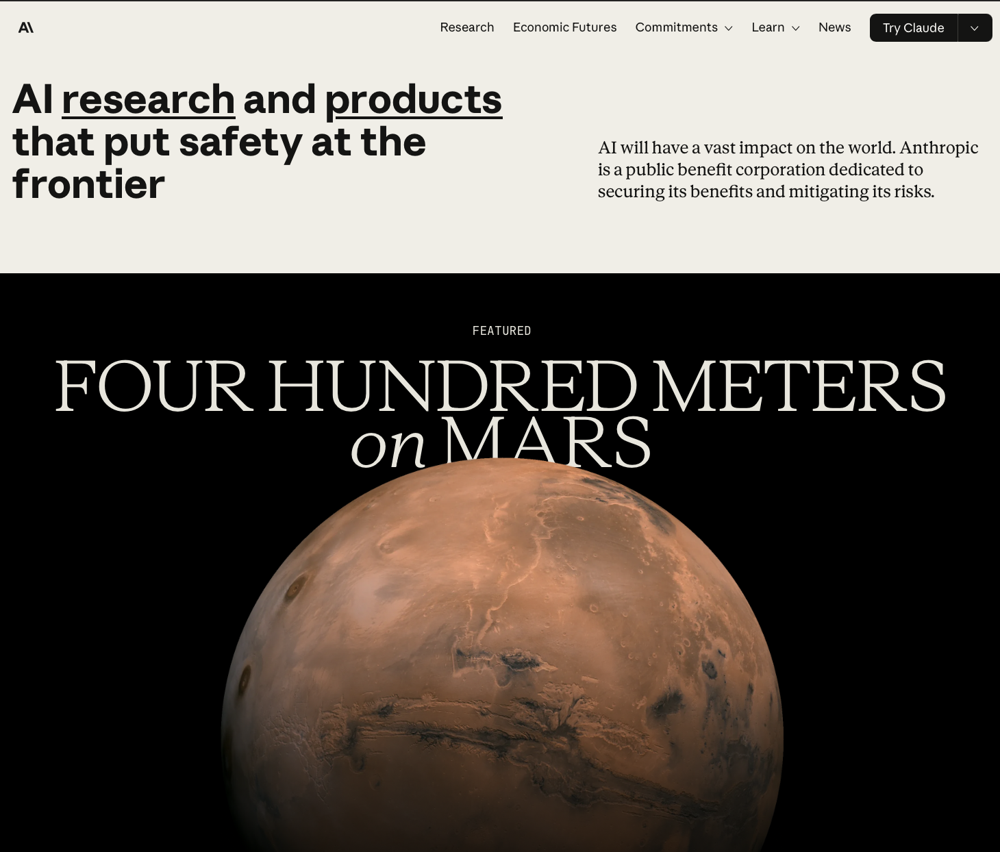 AI
Research
Economic Futures
Commitments
Learn
News
Try Claude
AI research and products
that put safety at the
frontier
AI will have a vast impact on the world. Anthropic
is a public benefit corporation dedicated to
securing its benefits and mitigating its risks.
FEATURED
FOUR HUNDRED METERS
on MARS